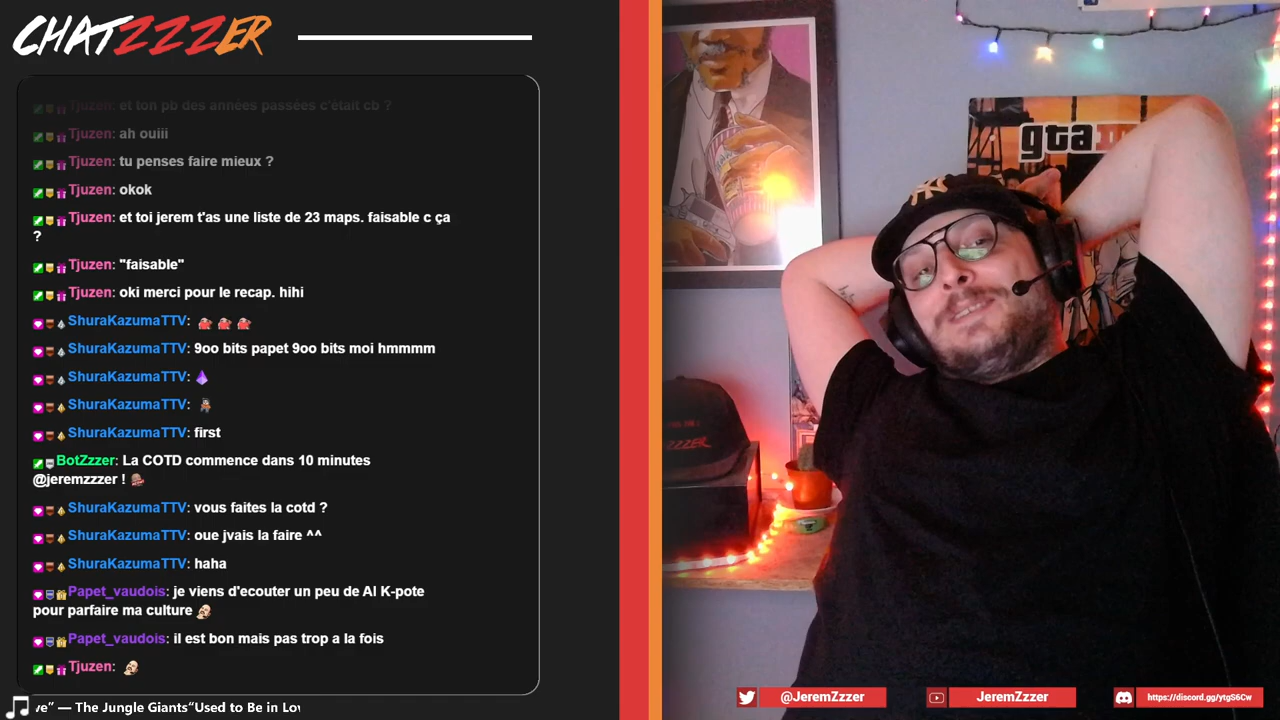 CHATZZZER
Tjuzen: et ton pb des années passées c'était cb ?
Tjuzen: ah ouiii
Tjuzen: tu penses faire mieux ?
Tjuzen: okok
Tjuzen: et toi jerem t'as une liste de 23 maps. faisable c ça
?
Tjuzen: "faisable"
Tjuzen: oki merci pour le recap. hihi
ShuraKazumaTTV:
ShuraKazumaTTV: 9oo bits papet 9oo bits moi hmmmm
ShuraKazumaTTV:
ShuraKazumaTTV:
ShuraKazumaTTV: first
BotZzzer: La COTD commence dans 10 minutes
@jeremzzzer !
ShuraKazumaTTV: vous faites la cotd ?
ShuraKazumaTTV: oue jvais la faire ^^
ShuraKazumaTTV: haha
Papet_vaudois: je viens d'ecouter un peu de AI K-pote
pour parfaire ma culture
Papet_vaudois: il est bon mais pas trop a la fois
Tjuzen:
ve" — The Jungle Giants“Used to Be in Lov
gta
@JeremZzzer
JeremZzzer
https://discord.gg/ytgS6Cw